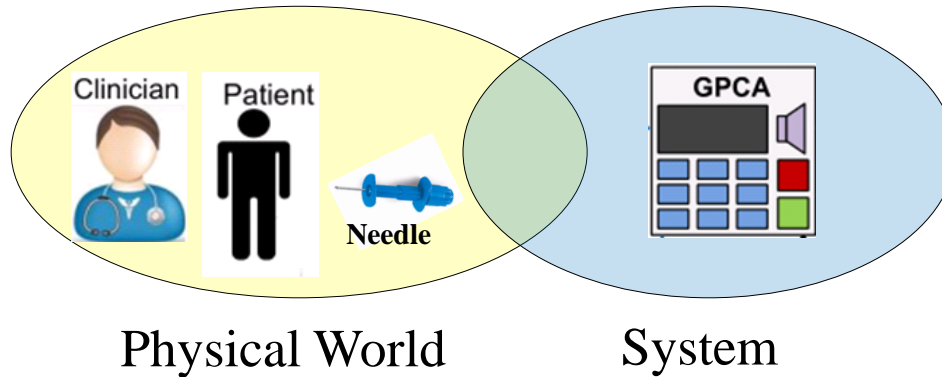 Clinician
Patient
Needle
GPCA
Physical World
System